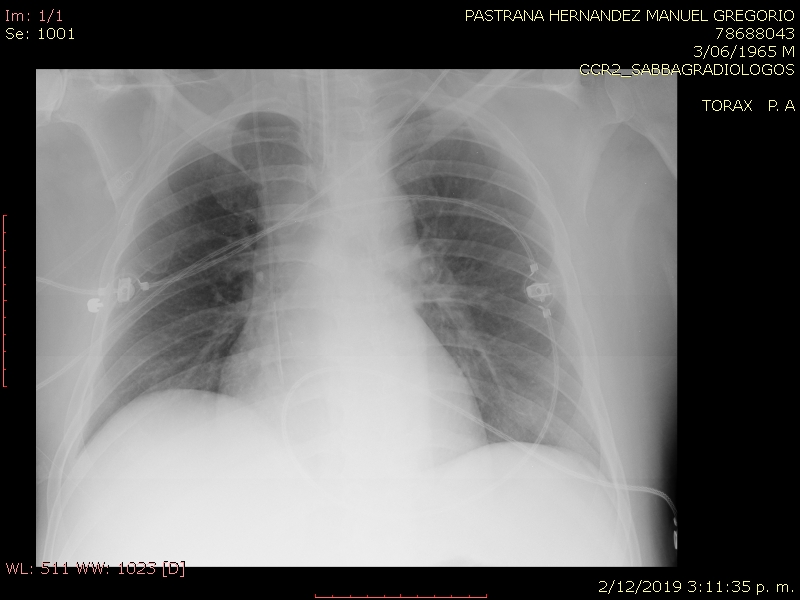 Im: 1/1
Se: 1001
PASTRANA HERNANDEZ MANUEL GREGORIO
78688043
3/06/1965 M
CCR2_SABBAGRADIOLOGOS
TORAX P. A
WL: 511 WW: 1023 [D]
2/12/2019 3:11:35 p. m.